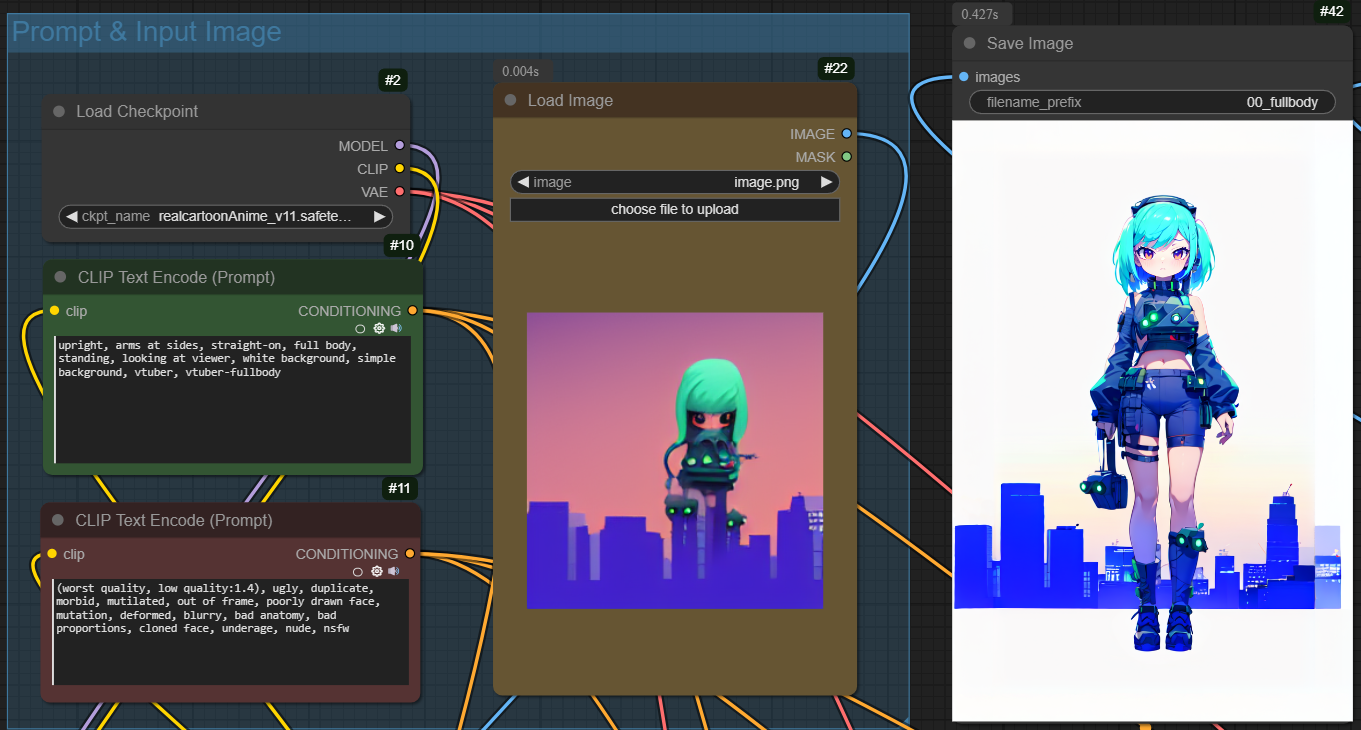 Prompt & Input Image
#2
Load Checkpoint
MODEL
CLIP
VAE
ckpt_name realcartoonAnime_v11.safete...
#10
CLIP Text Encode (Prompt)
clip
CONDITIONING
upright, arms at sides, straight-on, full body,
standing, looking at viewer, white background, simple
background, vtuber, vtuber-fullbody
#11
CLIP Text Encode (Prompt)
clip
CONDITIONING
(worst quality, low quality:1.4), ugly, duplicate,
morbid, mutilated, out of frame, poorly drawn face,
mutation, deformed, blurry, bad anatomy, bad
proportions, cloned face, underage, nude, nsfw
0.004s
#22
Load Image
IMAGE
MASK
image image.png
choose file to upload
0.427s
#42
Save Image
images
filename_prefix 00_fullbody